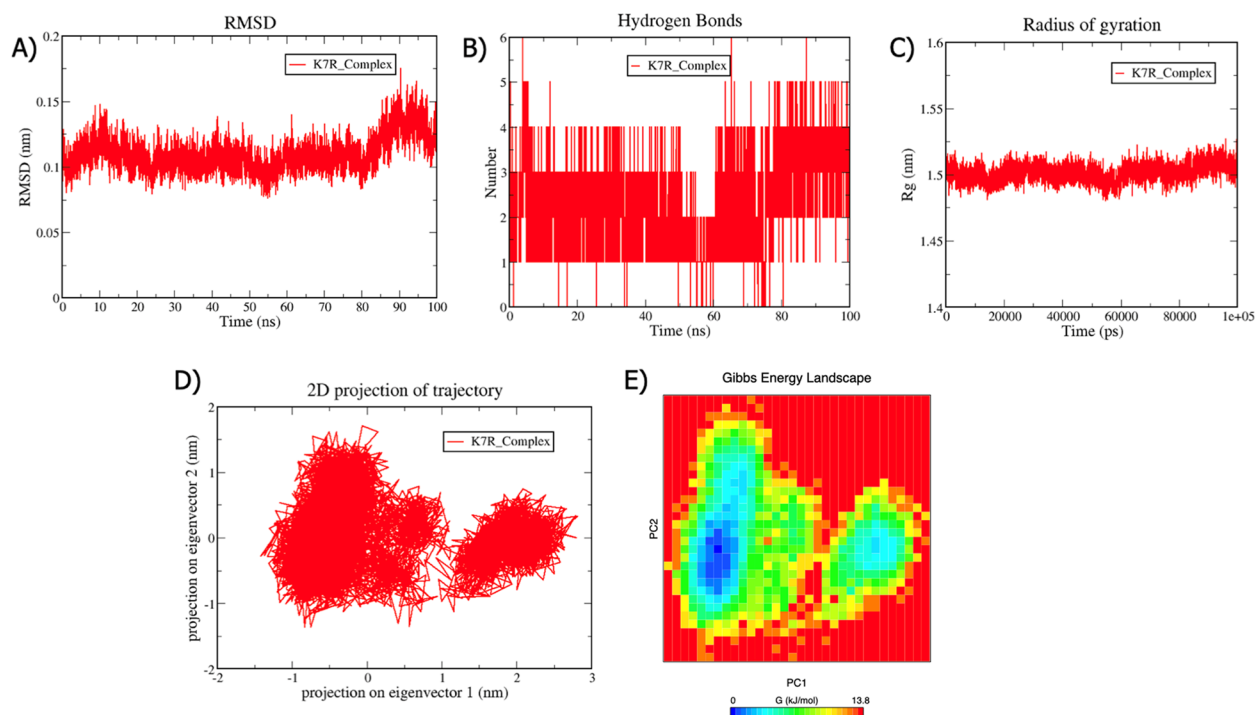 A)
RMSD
K7R_Complex
0.2
0.15
0.1
0.05
0
RMSD (nm)
0 10 20 30 40 50 60 70 80 90 100
Time (ns)
B)
Hydrogen Bonds
K7R_Complex
6
5
4
3
2
1
0
Number
0 20 40 60 80 100
Time (ns)
C)
Radius of gyration
K7R_Complex
1.6
1.55
1.5
1.45
1.4
Rg (nm)
0 20000 40000 60000 80000 1e+05
Time (ps)
D)
2D projection of trajectory
K7R_Complex
2
1
0
-1
-2
projection on eigenvector 2 (nm)
-2 -1 0 1 2 3
projection on eigenvector 1 (nm)
E)
Gibbs Energy Landscape
PC2
PC1
0 G (kJ/mol) 13.8